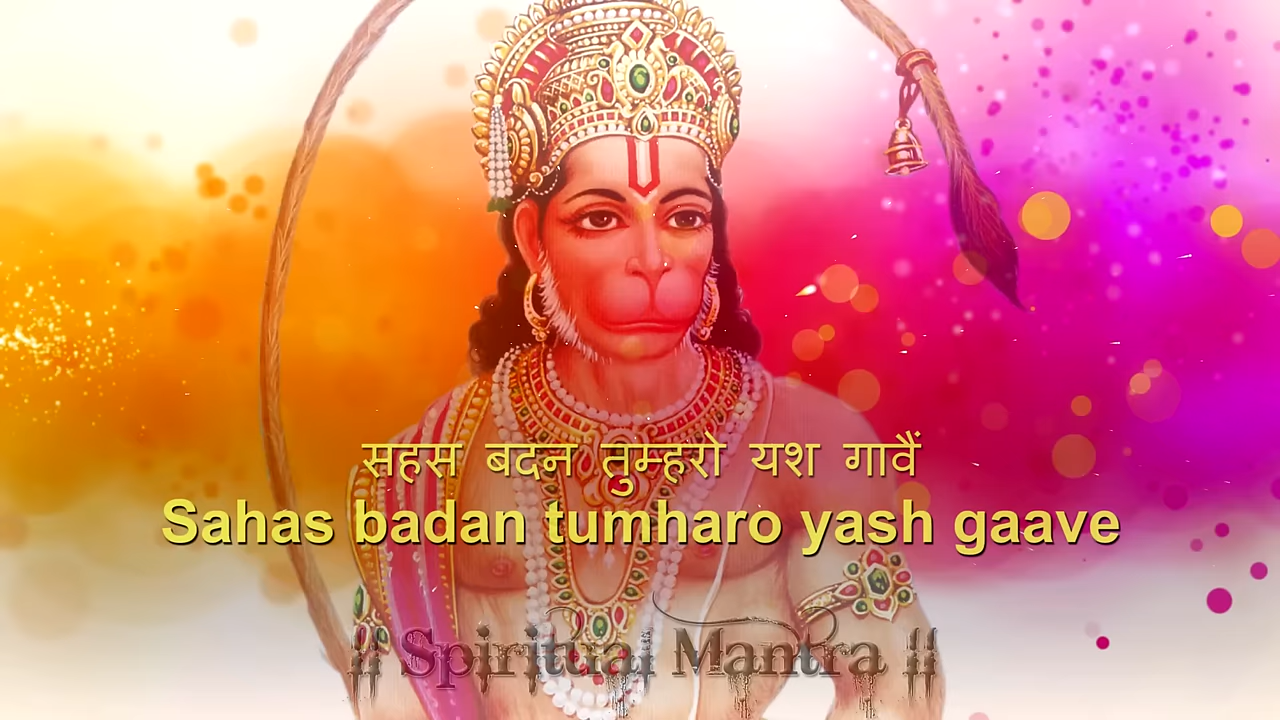 सहस बदन तुम्हरो यश गावैं
Sahas badan tumharo yash gaave
|| Spiritual Mantra ||